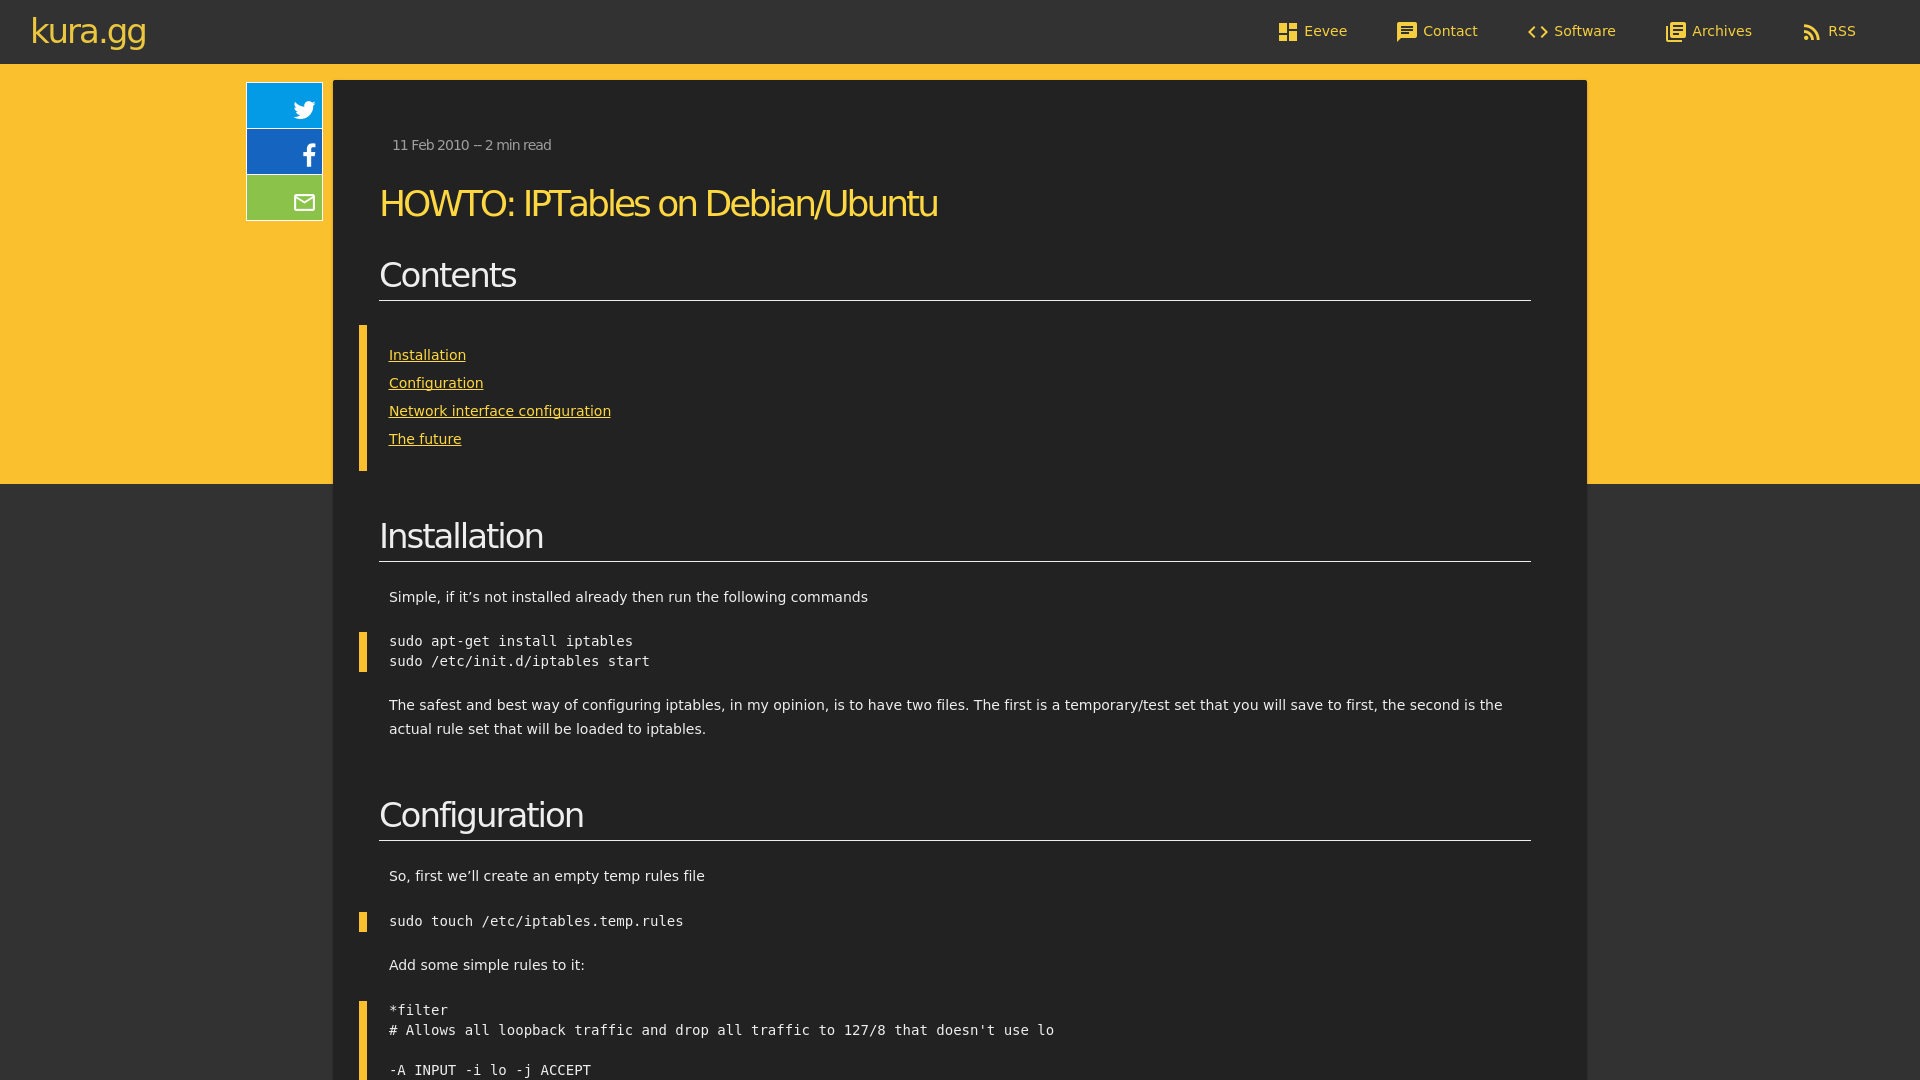 kura.gg
Eevee
Contact
Software
Archives
RSS
11 Feb 2010 -- 2 min read
HOWTO: IPTables on Debian/Ubuntu
Contents
Installation
Configuration
Network interface configuration
The future
Installation
Simple, if it’s not installed already then run the following commands
sudo apt-get install iptables
sudo /etc/init.d/iptables start
The safest and best way of configuring iptables, in my opinion, is to have two files. The first is a temporary/test set that you will save to first, the second is the
actual rule set that will be loaded to iptables.
Configuration
So, first we’ll create an empty temp rules file
sudo touch /etc/iptables.temp.rules
Add some simple rules to it:
*filter
# Allows all loopback traffic and drop all traffic to 127/8 that doesn't use lo
-A INPUT -i lo -j ACCEPT